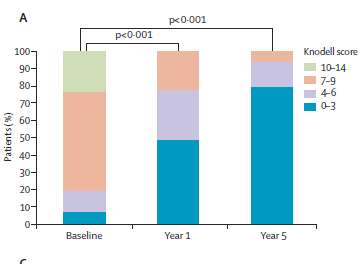 A
p<0·001
p<0·001
Knodell score
10–14
7–9
4–6
0–3
Patients (%)
100
90
80
70
60
50
40
30
20
10
0
Baseline
Year 1
Year 5